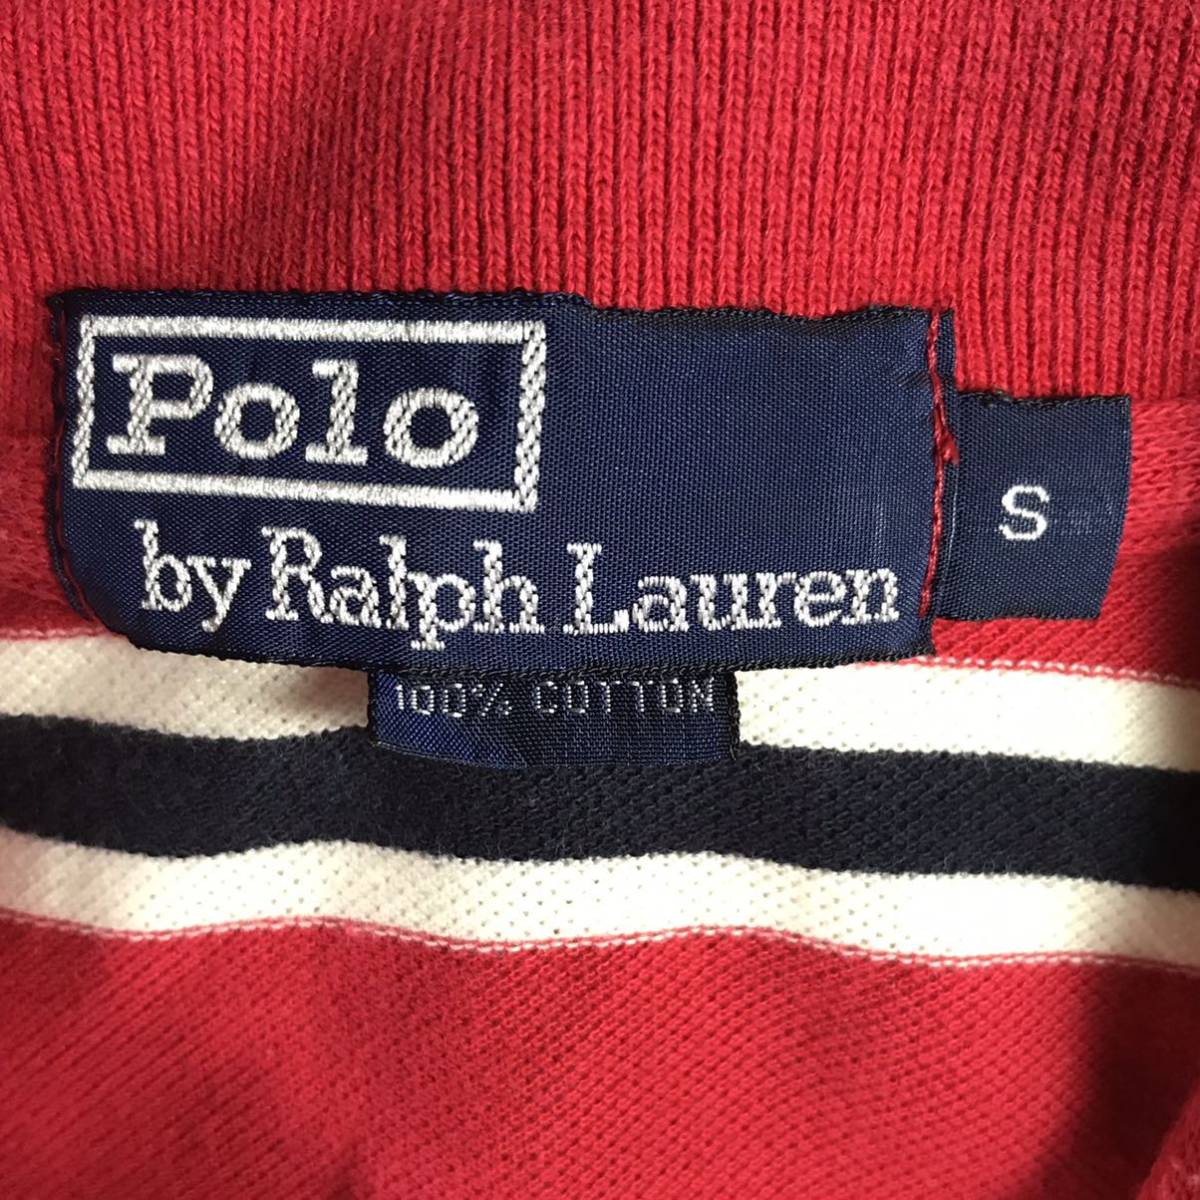 Polo
by Ralph Lauren
S
100% COTTON